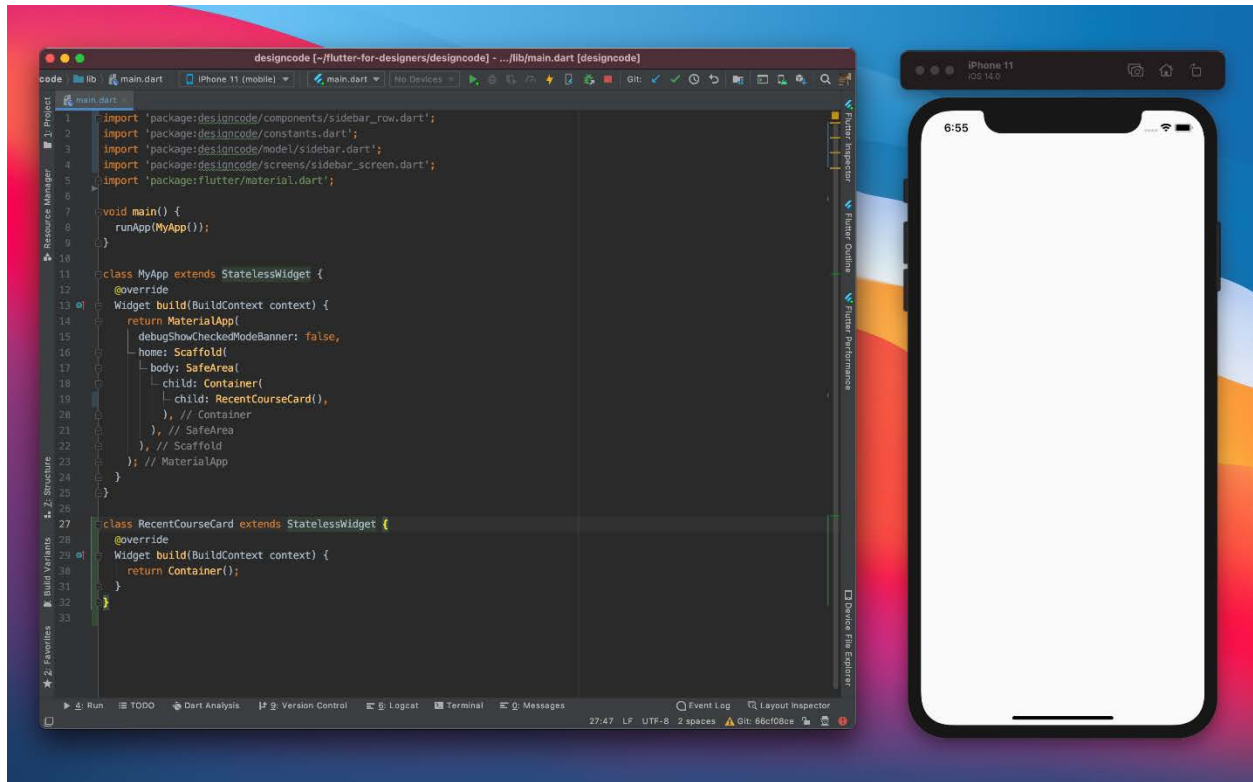 designcode [~/flutter-for-designers/designcode] - .../lib/main.dart [designcode]
code lib main.dart iPhone 11 (mobile) main.dart No Devices Git:
main.dart
1 import 'package:designcode/components/sidebar_row.dart';
2 import 'package:designcode/constants.dart';
3 import 'package:designcode/model/sidebar.dart';
4 import 'package:designcode/screens/sidebar_screen.dart';
5 import 'package:flutter/material.dart';
6
7 void main() {
8 runApp(MyApp());
9 }
10
11 class MyApp extends StatelessWidget {
12 @override
13 Widget build(BuildContext context) {
14 return MaterialApp(
15 debugShowCheckedModeBanner: false,
16 home: Scaffold(
17 body: SafeArea(
18 child: Container(
19 child: RecentCourseCard(),
20 ), // Container
21 ), // SafeArea
22 ), // Scaffold
23 ); // MaterialApp
24 }
25 }
26
27 class RecentCourseCard extends StatelessWidget {
28 @override
29 Widget build(BuildContext context) {
30 return Container();
31 }
32 }
33
1: Project
Resource Manager
Z: Structure
Build Variants
2: Favorites
Flutter Inspector
Flutter Outline
Flutter Performance
Device File Explorer
4: Run TODO Dart Analysis 9: Version Control 6: Logcat Terminal 0: Messages Event Log Layout Inspector
27:47 LF UTF-8 2 spaces Git: 66cf08ce
iPhone 11
iOS 14.0
6:55